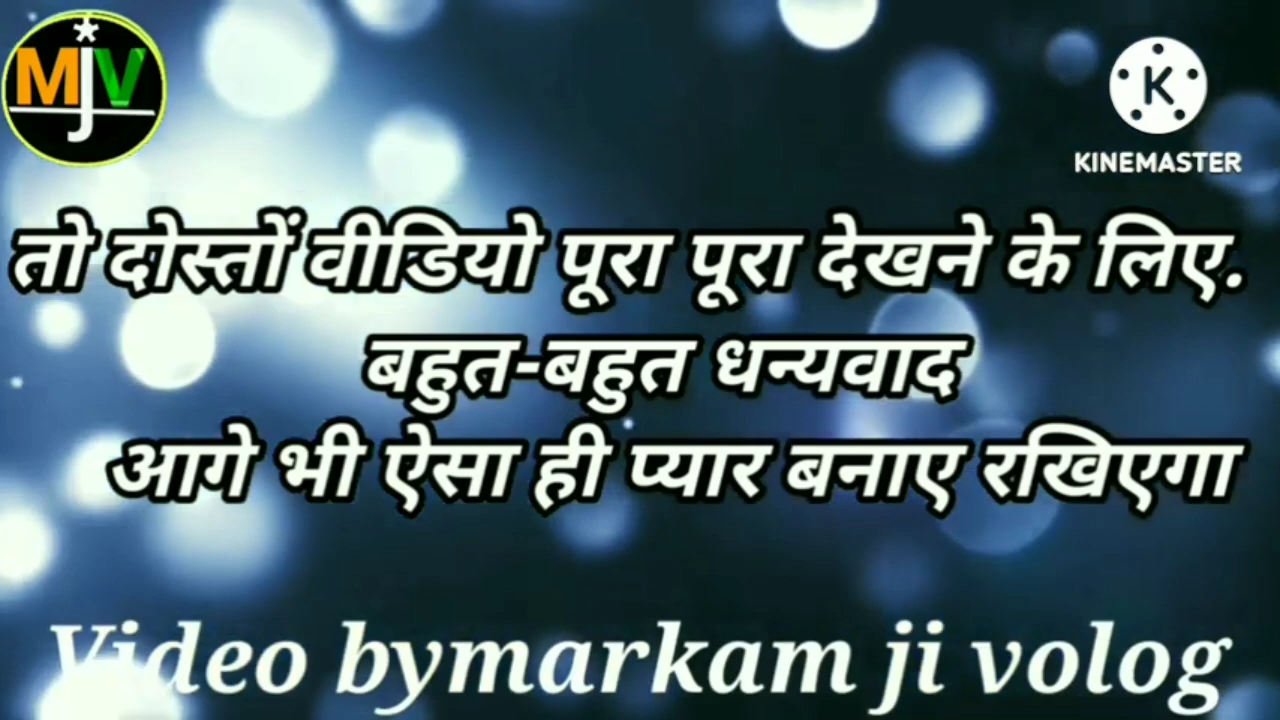 MjV
KINEMASTER
तो दोस्तों वीडियो पूरा पूरा देखने के लिए.
बहुत-बहुत धन्यवाद
आगे भी ऐसा ही प्यार बनाए रखिएगा
Video bymarkam ji volog